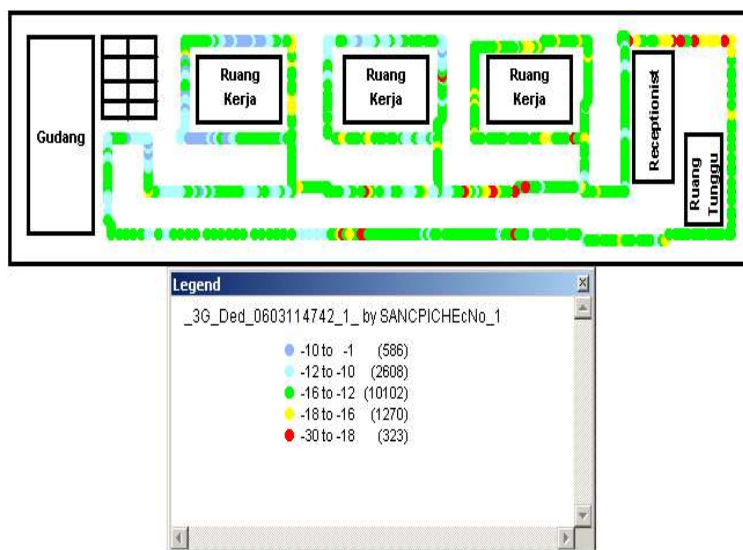 Gudang
Ruang
Kerja
Ruang
Kerja
Ruang
Kerja
Receptionist
Ruang
Tunggu
Legend
_3G_Ded_0603114742_1_ by SANCPICHEcNo_1
-10 to -1 (586)
-12 to -10 (2608)
-16 to -12 (10102)
-18 to -16 (1270)
-30 to -18 (323)